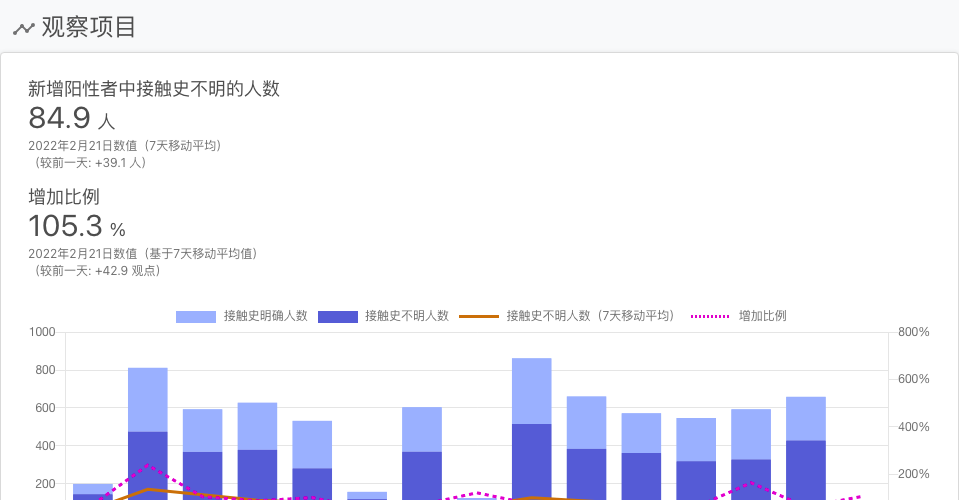 观察项目
新增阳性者中接触史不明的人数
84.9 人
2022年2月21日数值（7天移动平均）
（较前一天: +39.1 人）
增加比例
105.3 %
2022年2月21日数值（基于7天移动平均值）
（较前一天: +42.9 观点）
接触史明确人数 接触史不明人数 接触史不明人数（7天移动平均） 增加比例
1000 800%
800
600%
600
400%
400
200%
200